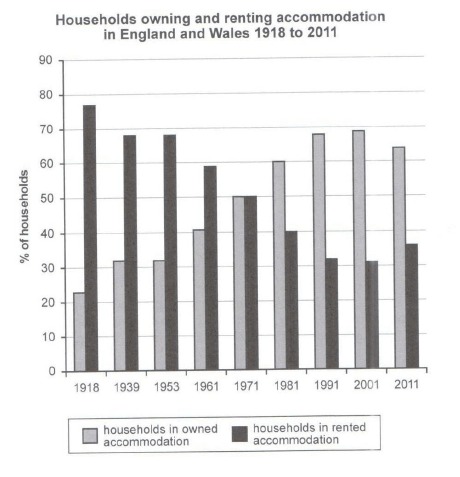 Households owning and renting accommodation
in England and Wales 1918 to 2011
90
80
70
60
50
40
30
20
10
0
% of households
1918 1939 1953 1961 1971 1981 1991 2001 2011
households in owned
accommodation
households in rented
accommodation